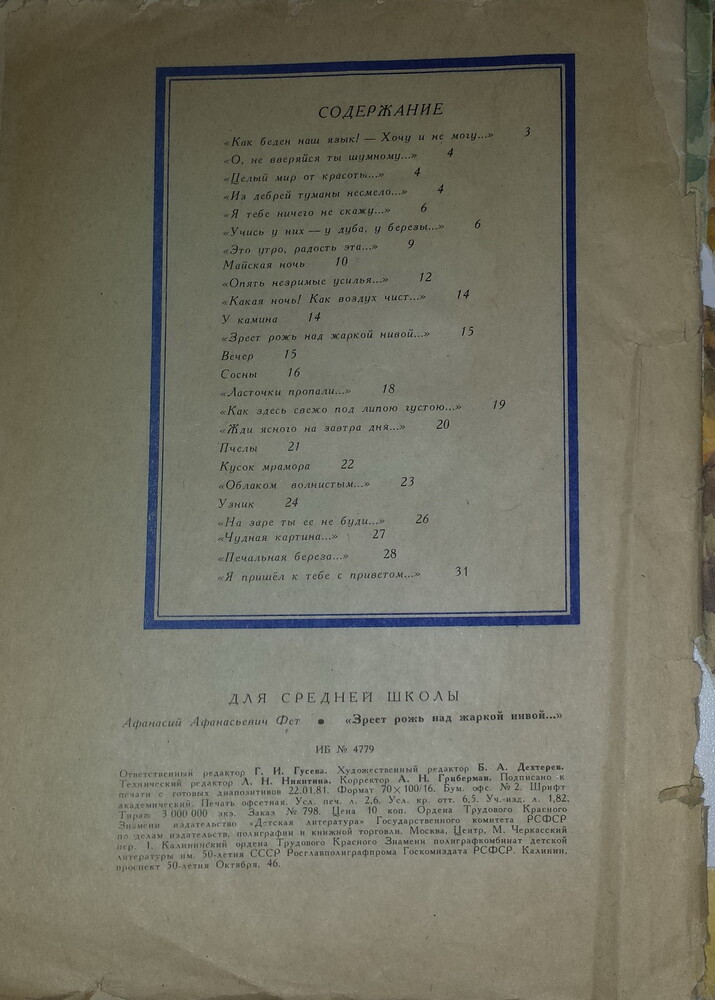 СОДЕРЖАНИЕ
«Как беден наш язык! — Хочу и не могу...» 3
«О, не вверяйся ты шумному...» 4
«Целый мир от красоты...» 4
«Из дебрей туманы несмело...» 4
«Я тебе ничего не скажу...» 6
«Учись у них — у дуба, у березы...» 6
«Это утро, радость эта...» 9
Майская ночь 10
«Опять незримые усилья...» 12
«Какая ночь! Как воздух чист...» 14
У камина 14
«Зреет рожь над жаркой нивой...» 15
Вечер 15
Сосны 16
«Ласточки пропали...» 18
«Как здесь свежо под липою густою...» 19
«Жди ясного на завтра дня...» 20
Пчелы 21
Кусок мрамора 22
«Облаком волнистым...» 23
Узник 24
«На заре ты ее не буди...» 26
«Чудная картина...» 27
«Печальная береза...» 28
«Я пришёл к тебе с приветом...» 31
ДЛЯ СРЕДНЕЙ ШКОЛЫ
Афанасий Афанасьевич Фет • «Зреет рожь над жаркой нивой...»
ИБ № 4779
Ответственный редактор Г. И. Гусева. Художественный редактор Б. А. Дехтерев.
Технический редактор Л. Н. Никитина. Корректор А. Н. Гриберман. Подписано к
печати с готовых диапозитивов 22.01.81. Формат 70×100/16. Бум. офс. № 2. Шрифт
академический. Печать офсетная. Усл. печ. л. 2,6. Усл. кр. отт. 6,5. Уч.-изд. л. 1,82.
Тираж 3 000 000 экз. Заказ № 798. Цена 10 коп. Ордена Трудового Красного
Знамени издательство «Детская литература» Государственного комитета РСФСР
по делам издательств, полиграфии и книжной торговли. Москва, Центр, М. Черкасский
пер. 1. Калининский ордена Трудового Красного Знамени полиграфкомбинат детской
литературы им. 50-летия СССР Росглавполиграфпрома Госкомиздата РСФСР. Калинин,
проспект 50-летия Октября, 46.